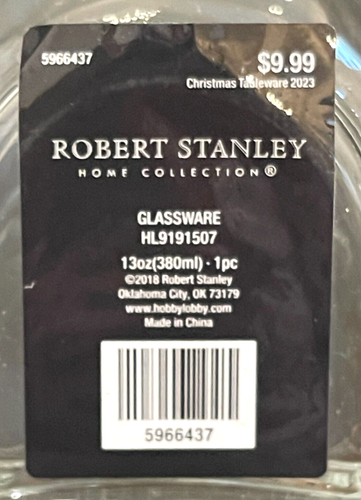 5966437
$9.99
Christmas Tableware 2023
ROBERT STANLEY
HOME COLLECTION®
GLASSWARE
HL9191507
13oz(380ml) · 1pc
©2018 Robert Stanley
Oklahoma City, OK 73179
www.hobbylobby.com
Made in China
5966437